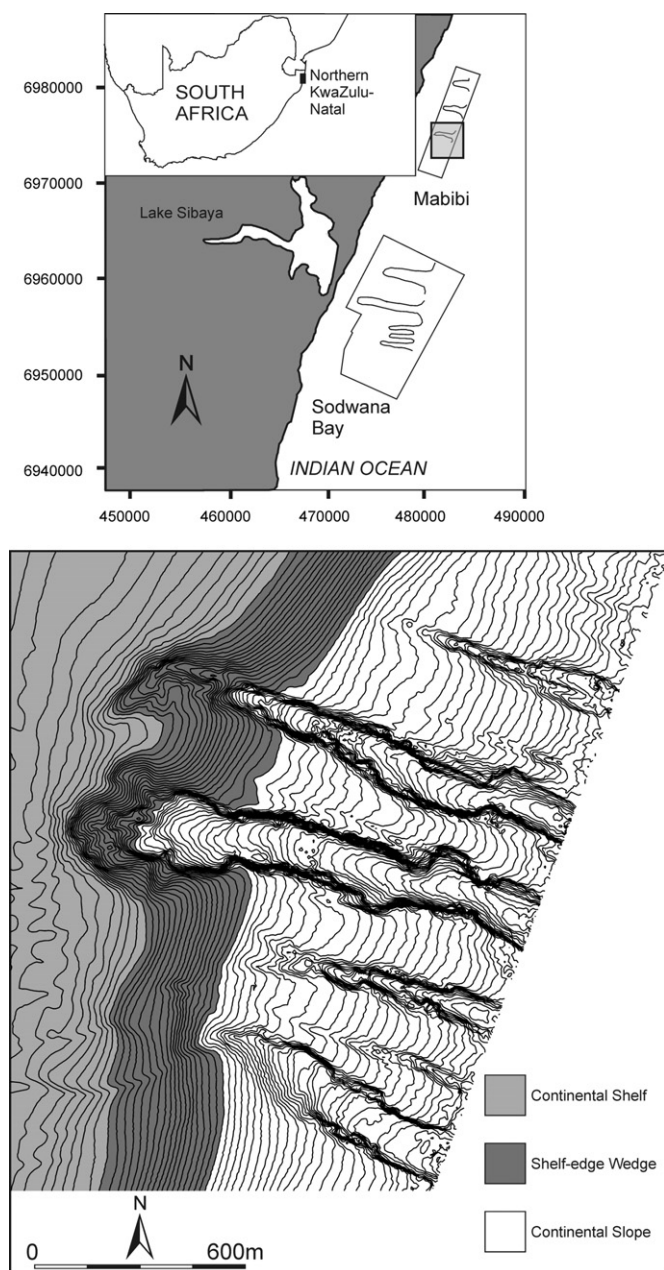 6980000
6970000
6960000
6950000
6940000
SOUTH
AFRICA
Northern
KwaZulu-
Natal
Mabibi
Lake Sibaya
N
Sodwana
Bay
INDIAN OCEAN
450000 460000 470000 480000 490000
Continental Shelf
Shelf-edge Wedge
Continental Slope
N
0 600m